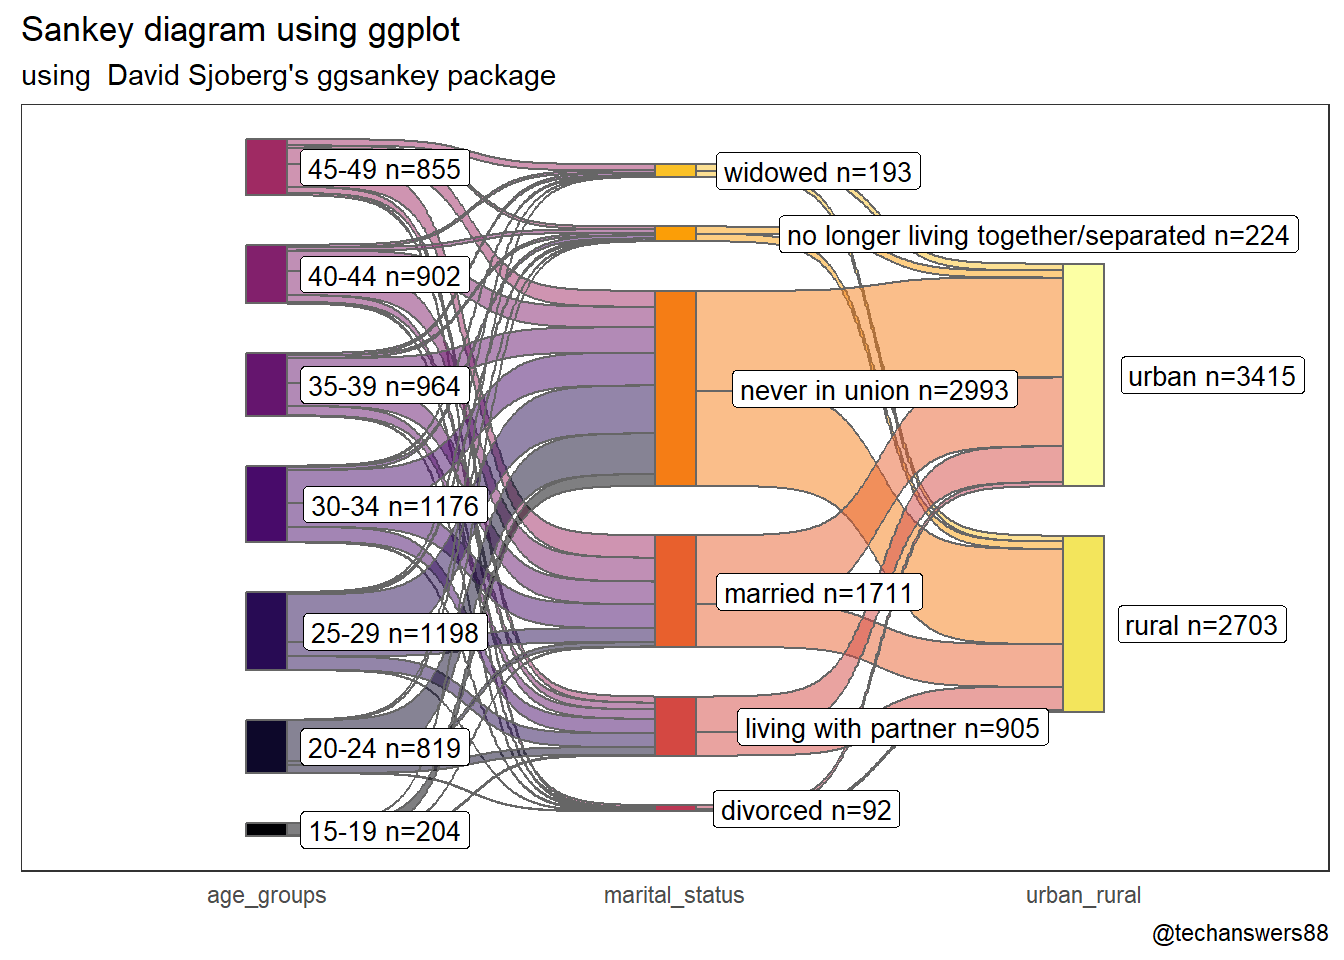 Sankey diagram using ggplot
using  David Sjoberg's ggsankey package
45-49 n=855
40-44 n=902
35-39 n=964
30-34 n=1176
25-29 n=1198
20-24 n=819
15-19 n=204
widowed n=193
no longer living together/separated n=224
never in union n=2993
married n=1711
living with partner n=905
divorced n=92
urban n=3415
rural n=2703
age_groups
marital_status
urban_rural
@techanswers88